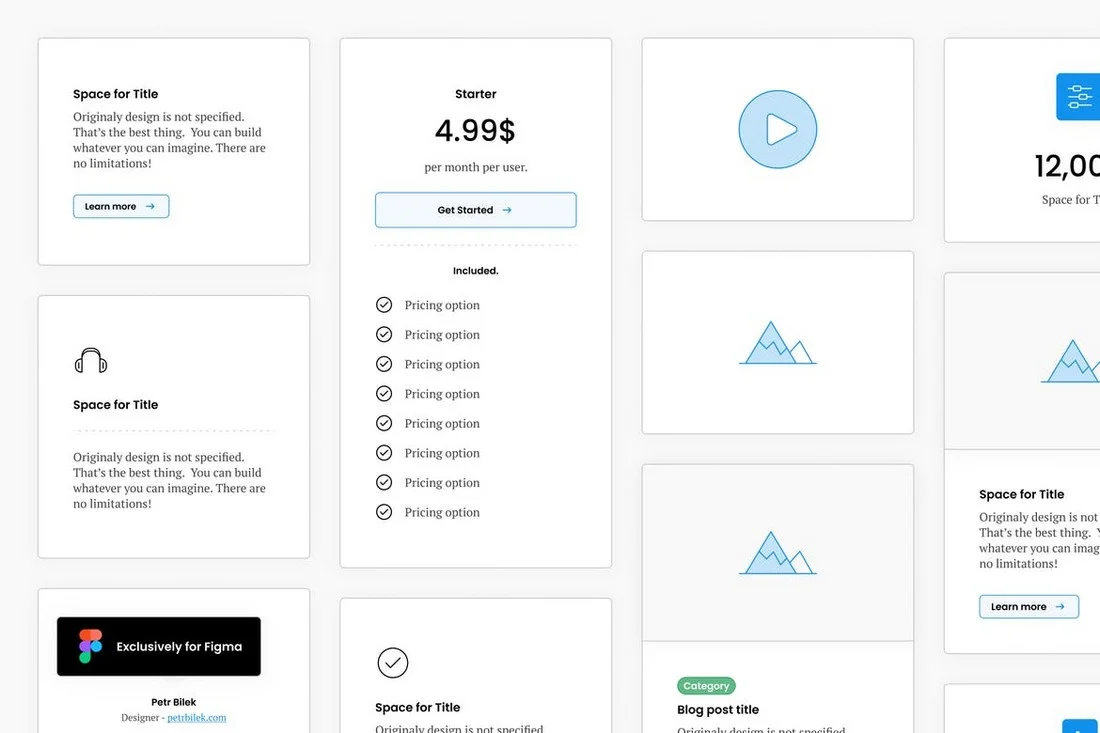 Space for Title
Originaly design is not specified.
That's the best thing.  You can build
whatever you can imagine. There are
no limitations!
Learn more
Space for Title
Originaly design is not specified.
That's the best thing.  You can build
whatever you can imagine. There are
no limitations!
Exclusively for Figma
Petr Bilek
Designer - petrbilek.com
Starter
4.99$
per month per user.
Get Started
Included.
Pricing option
Pricing option
Pricing option
Pricing option
Pricing option
Pricing option
Pricing option
Pricing option
Space for Title
Originaly design is not specified
Category
Blog post title
Originaly design is not specified
12,00
Space for T
Space for Title
Originaly design is not
That's the best thing.
whatever you can imag
no limitations!
Learn more